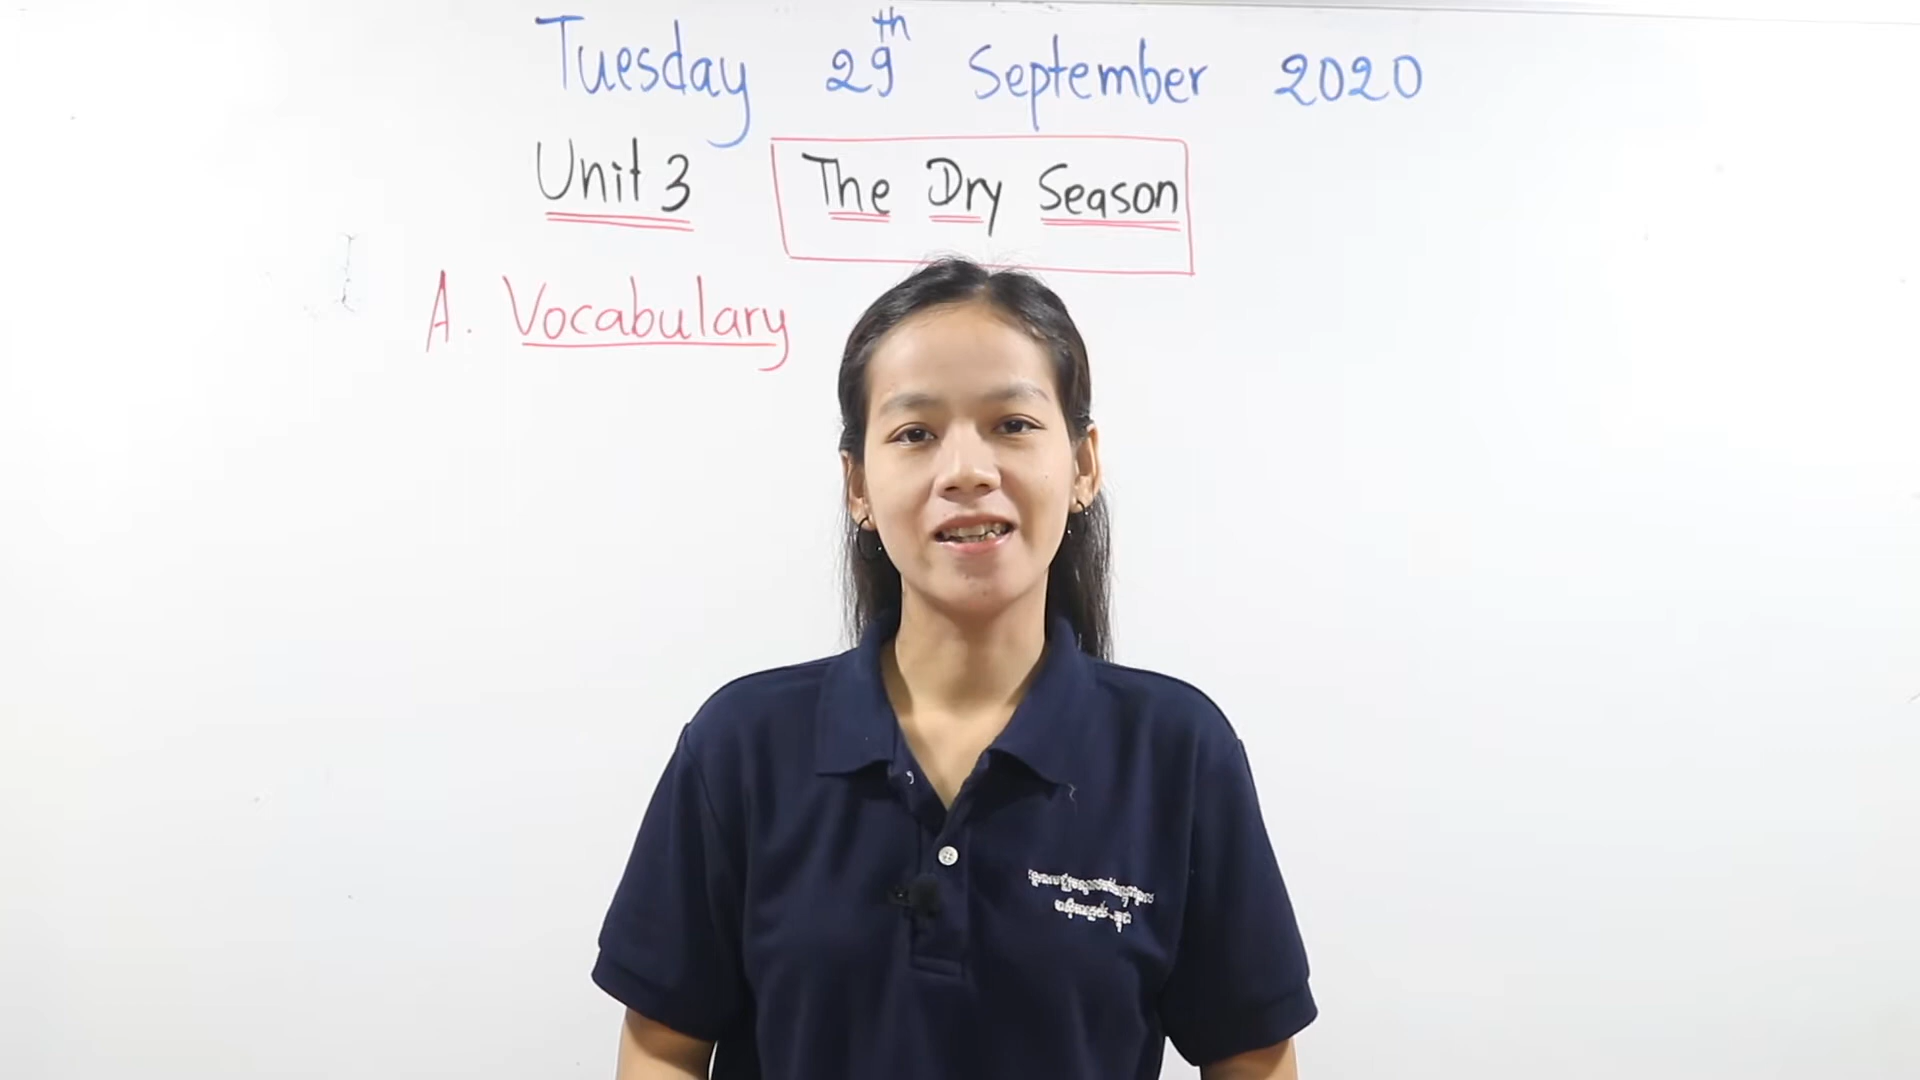 Tuesday 29th September 2020
Unit 3 The Dry Season
A. Vocabulary